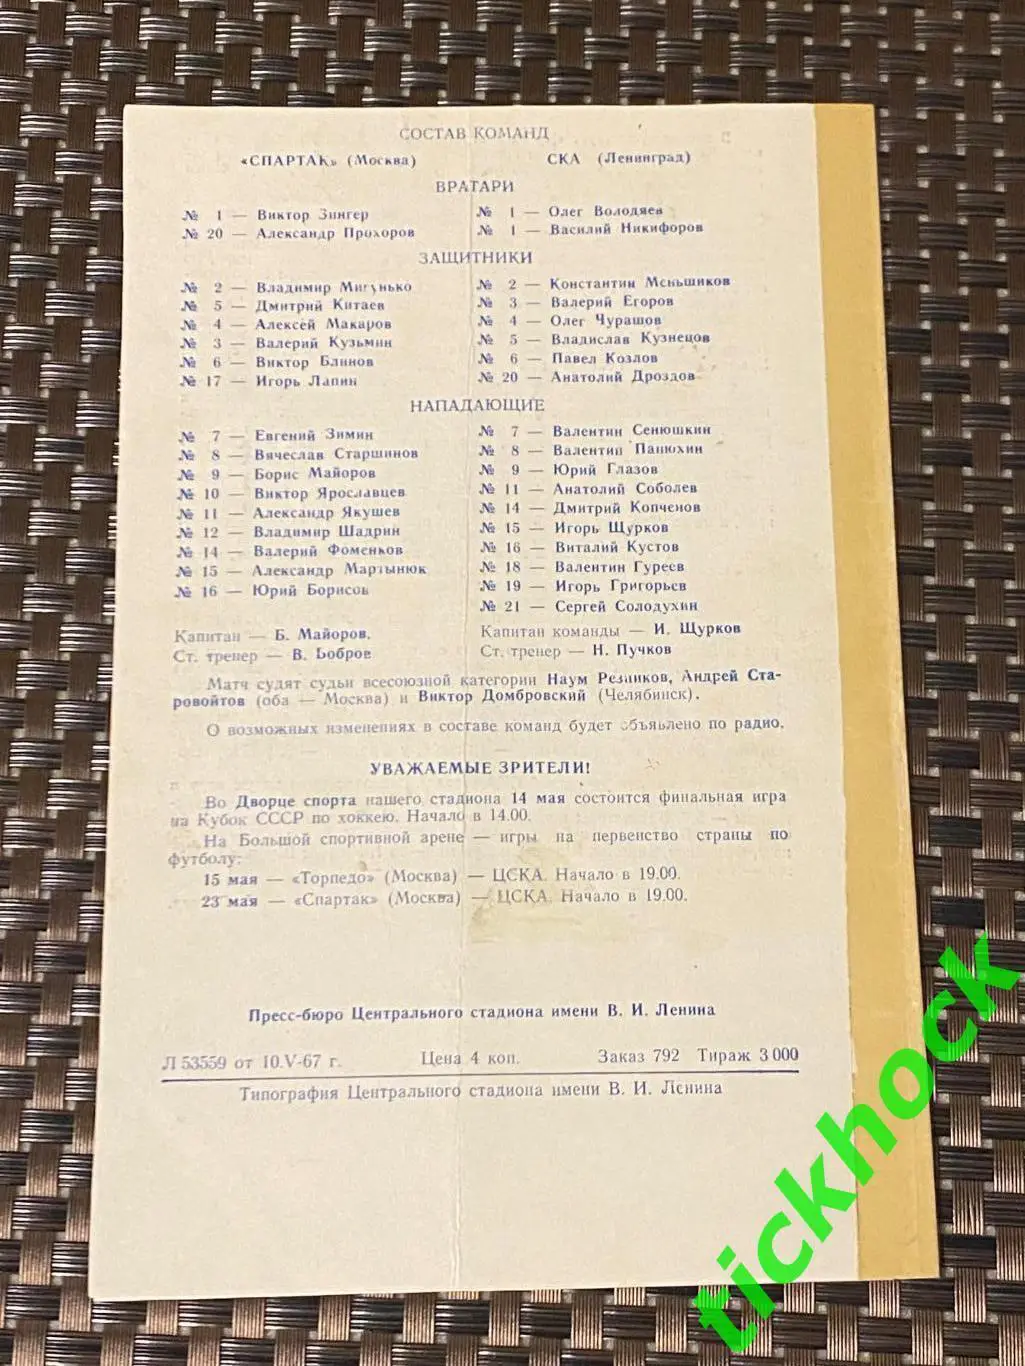 СОСТАВ КОМАНД
«СПАРТАК» (Москва) СКА (Ленинград)
ВРАТАРИ
№ 1 — Виктор Зингер № 1 — Олег Володяев
№ 20 — Александр Прохоров № 1 — Василий Никифоров
ЗАЩИТНИКИ
№ 2 — Владимир Мигунько № 2 — Константин Меньшиков
№ 5 — Дмитрий Китаев № 3 — Валерий Егоров
№ 4 — Алексей Макаров № 4 — Олег Чурашов
№ 3 — Валерий Кузьмин № 5 — Владислав Кузнецов
№ 6 — Виктор Блинов № 6 — Павел Козлов
№ 17 — Игорь Лапин № 20 — Анатолий Дроздов
НАПАДАЮЩИЕ
№ 7 — Евгений Зимин № 7 — Валентин Сенюшкин
№ 8 — Вячеслав Старшинов № 8 — Валентин Панюхин
№ 9 — Борис Майоров № 9 — Юрий Глазов
№ 10 — Виктор Ярославцев № 11 — Анатолий Соболев
№ 11 — Александр Якушев № 14 — Дмитрий Копченов
№ 12 — Владимир Шадрин № 15 — Игорь Щурков
№ 14 — Валерий Фоменков № 16 — Виталий Кустов
№ 15 — Александр Мартынюк № 18 — Валентин Гуреев
№ 16 — Юрий Борисов № 19 — Игорь Григорьев
№ 21 — Сергей Солодухин
Капитан — Б. Майоров. Капитан команды — И. Щурков
Ст. тренер — В. Бобров Ст. тренер — Н. Пучков
Матч судят судьи всесоюзной категории Наум Резников, Андрей Ста-
ровойтов (оба — Москва) и Виктор Домбровский (Челябинск).
О возможных изменениях в составе команд будет объявлено по радио.
УВАЖАЕМЫЕ ЗРИТЕЛИ!
Во Дворце спорта нашего стадиона 14 мая состоится финальная игра
на Кубок СССР по хоккею. Начало в 14.00.
На Большой спортивной арене — игры на первенство страны по
футболу:
15 мая — «Торпедо» (Москва) — ЦСКА. Начало в 19.00.
23 мая — «Спартак» (Москва) — ЦСКА. Начало в 19.00.
Пресс-бюро Центрального стадиона имени В. И. Ленина
Л 53559 от 10.V-67 г. Цена 4 коп. Заказ 792 Тираж 3 000
Типография Центрального стадиона имени В. И. Ленина
tickhock